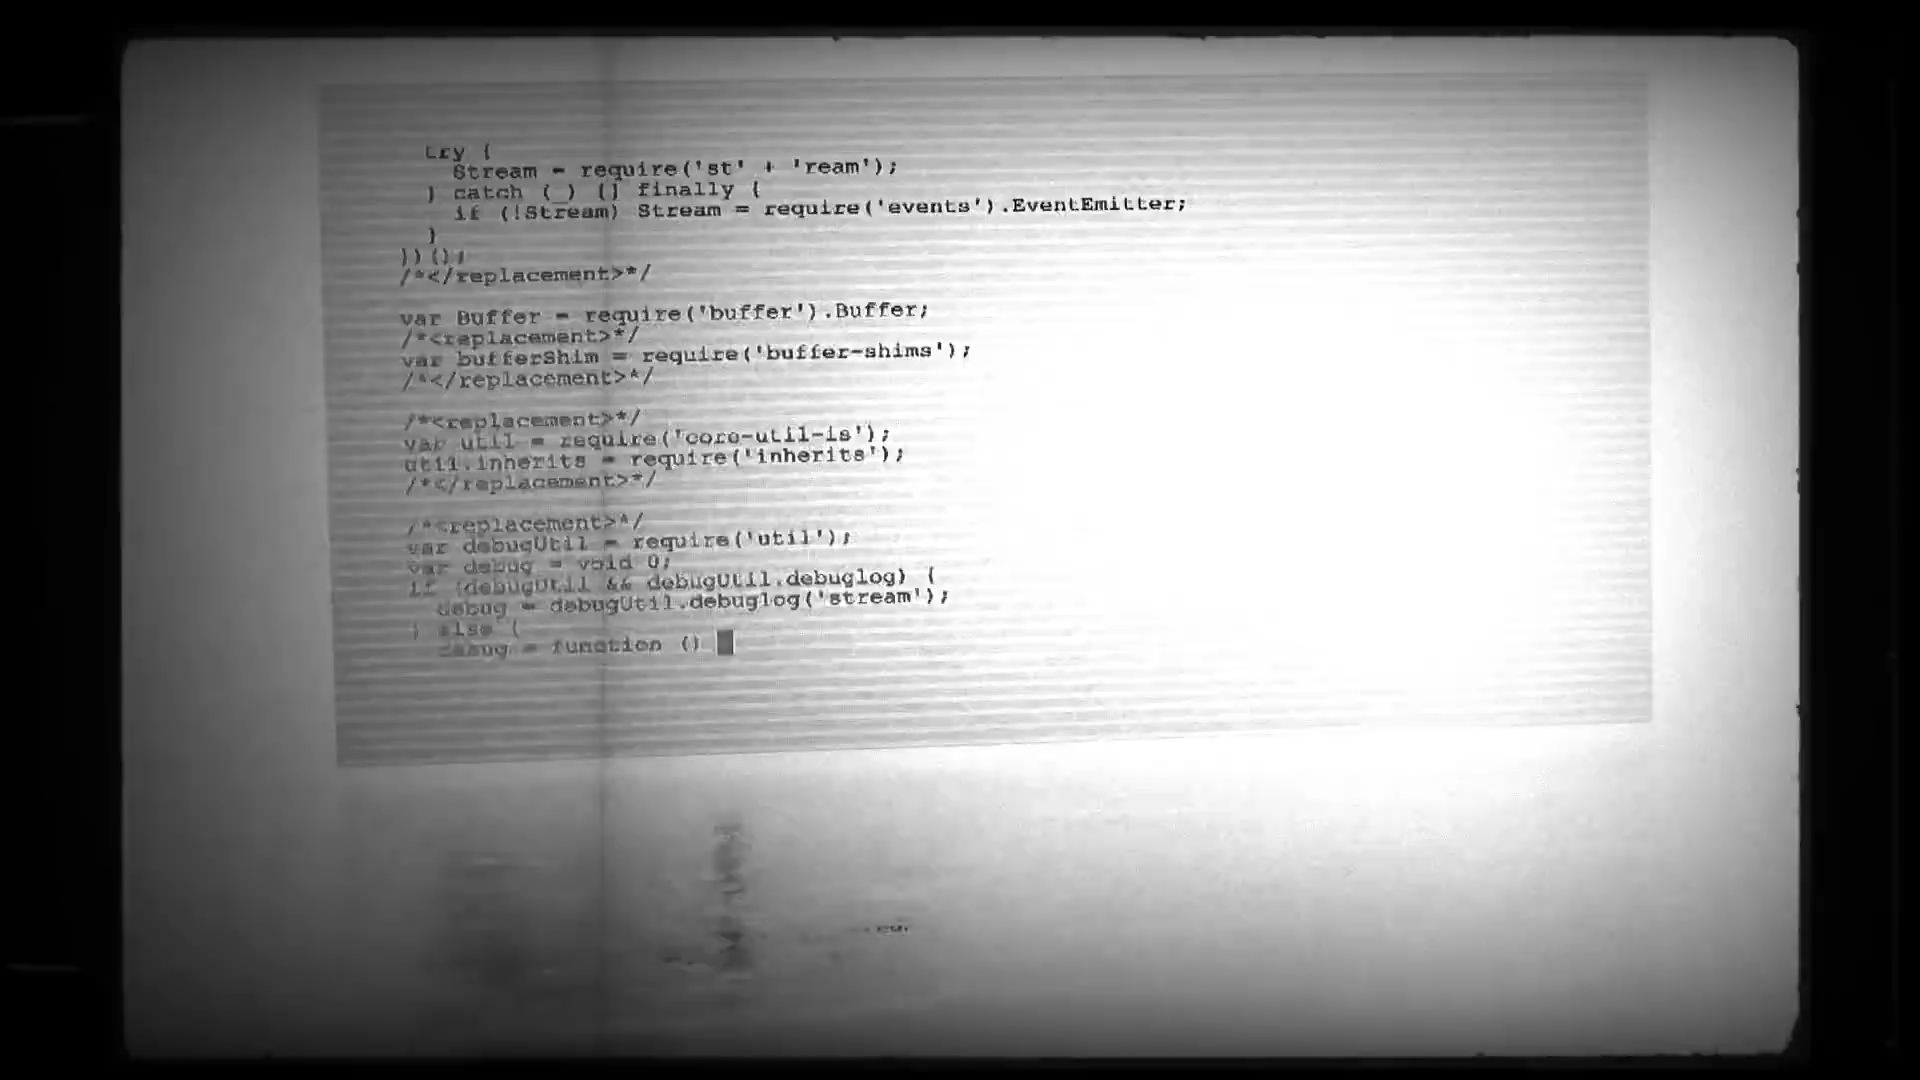 try {
Stream = require('st' + 'ream');
} catch (_) {} finally {
if (!Stream) Stream = require('events').EventEmitter;
}
})();
/*</replacement>*/
var Buffer = require('buffer').Buffer;
/*<replacement>*/
var bufferShim = require('buffer-shims');
/*</replacement>*/
/*<replacement>*/
var util = require('core-util-is');
util.inherits = require('inherits');
/*</replacement>*/
/*<replacement>*/
var debugUtil = require('util');
var debug = void 0;
if (debugUtil && debugUtil.debuglog) {
debug = debugUtil.debuglog('stream');
} else {
debug = function ()